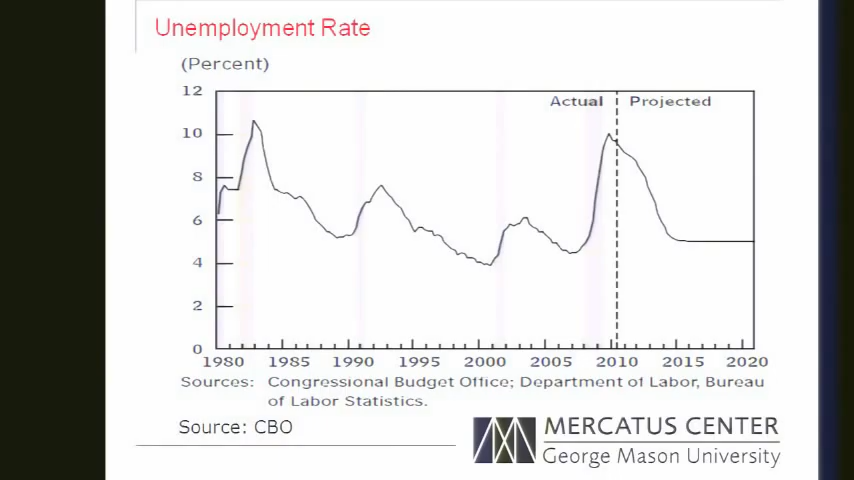 Unemployment Rate
(Percent)
12
Actual
Projected
10
8
6
4
2
0
1980 1985 1990 1995 2000 2005 2010 2015 2020
Sources: Congressional Budget Office; Department of Labor, Bureau
of Labor Statistics.
Source: CBO
MERCATUS CENTER
George Mason University